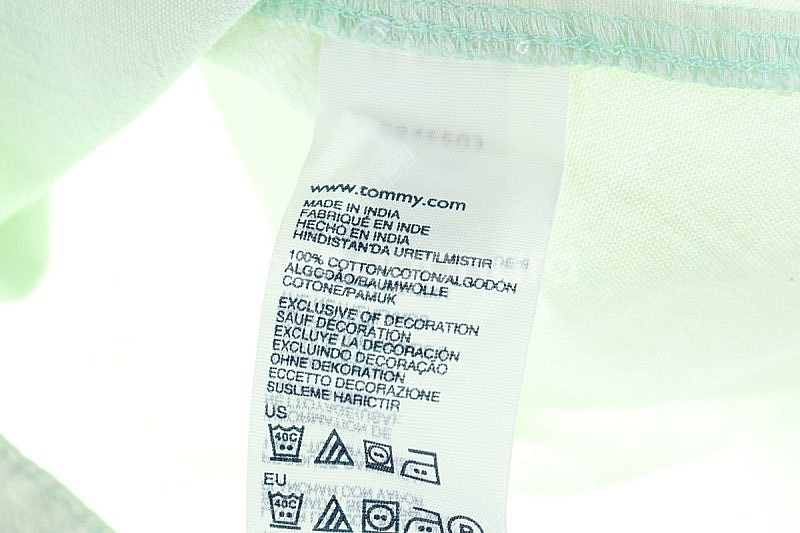 www.tommy.com
MADE IN INDIA
FABRIQUÉ EN INDE
HECHO EN INDIA
HINDISTAN'DA URETILMISTIR
100% COTTON/COTON/ALGODÓN
ALGODÃO/BAUMWOLLE
COTONE/PAMUK
EXCLUSIVE OF DECORATION
SAUF DÉCORATION
EXCLUYE LA DECORACIÓN
EXCLUINDO DECORAÇÃO
OHNE DEKORATION
ECCETTO DECORAZIONE
SUSLEME HARICTIR
US
40C
EU
40C
P